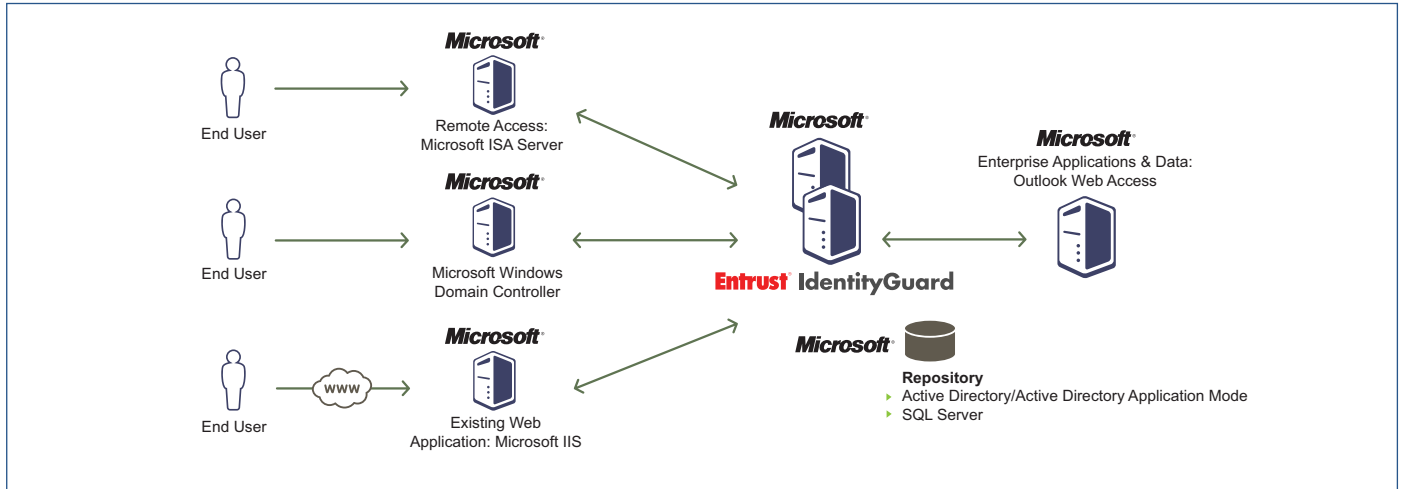 Microsoft®
End User
Remote Access:
Microsoft ISA Server
Microsoft®
End User
Microsoft Windows
Domain Controller
Microsoft®
End User
www
Existing Web
Application: Microsoft IIS
Microsoft®
Entrust® IdentityGuard
Microsoft®
Repository
Active Directory/Active Directory Application Mode
SQL Server
Microsoft®
Enterprise Applications & Data:
Outlook Web Access